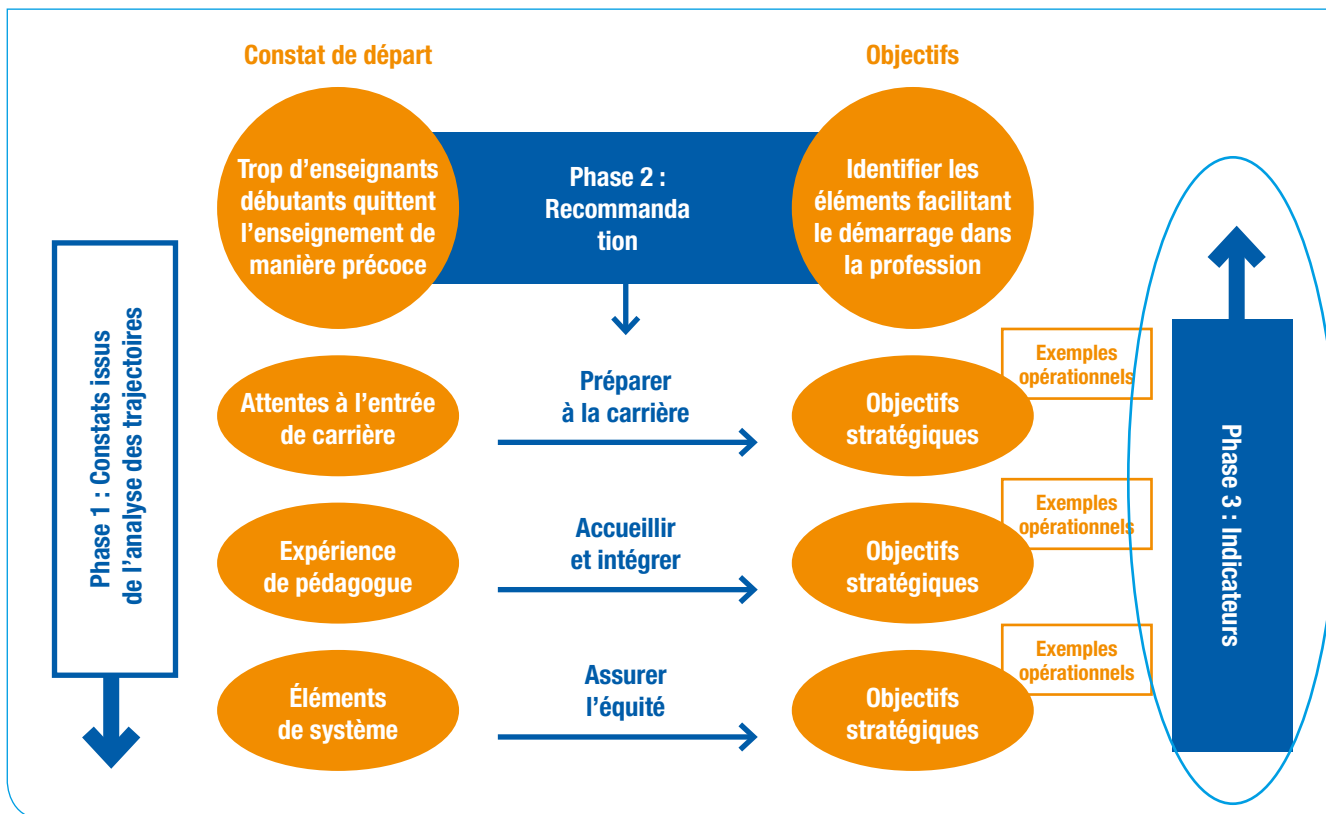 Constat de départ
Objectifs
Trop d’enseignants
débutants quittent
l’enseignement de
manière précoce
Phase 2 :
Recommanda
tion
Identifier les
éléments facilitant
le démarrage dans
la profession
Phase 1 : Constats issus
de l’analyse des trajectoires
Attentes à l’entrée
de carrière
Préparer
à la carrière
Objectifs
stratégiques
Exemples
opérationnels
Expérience
de pédagogue
Accueillir
et intégrer
Objectifs
stratégiques
Exemples
opérationnels
Éléments
de système
Assurer
l’équité
Objectifs
stratégiques
Exemples
opérationnels
Phase 3 : Indicateurs